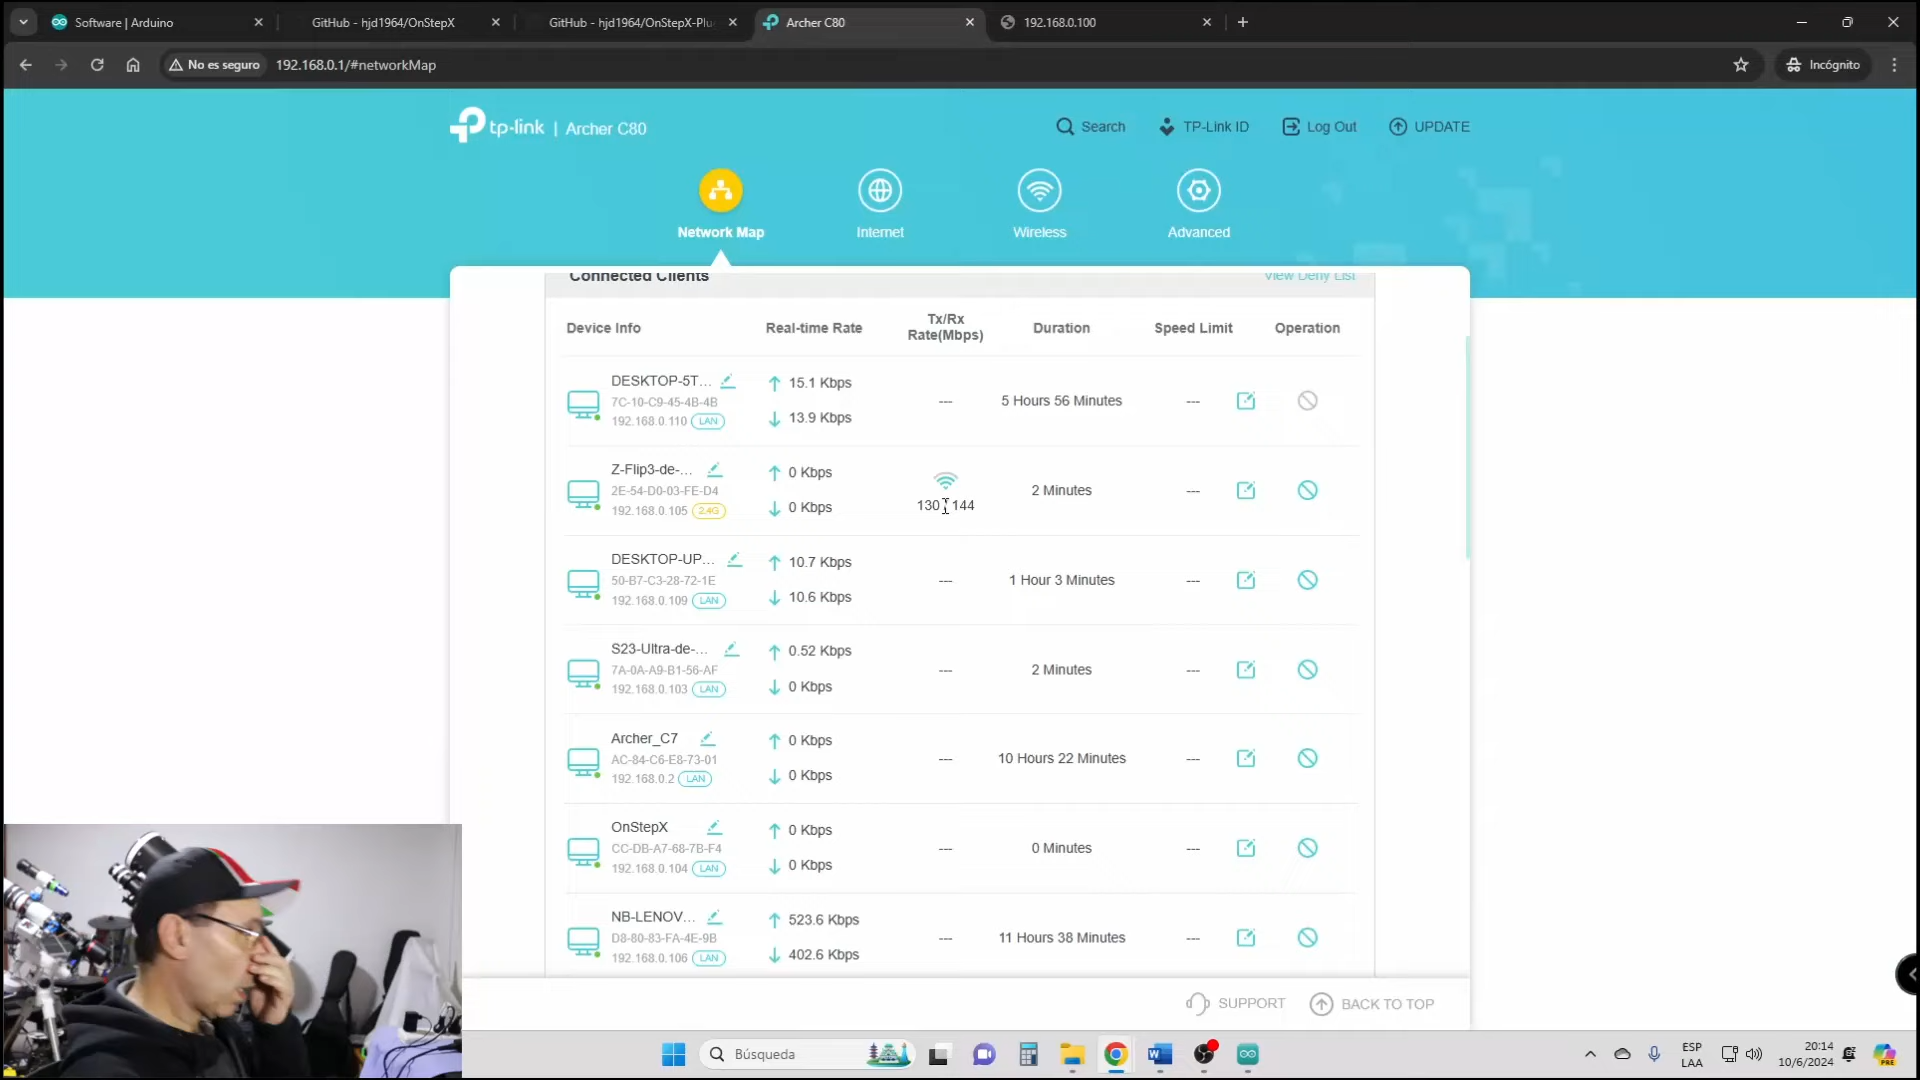 Software | Arduino
GitHub - hjd1964/OnStepX
GitHub - hjd1964/OnStepX-Plu
Archer C80
192.168.0.100
No es seguro
192.168.0.1/#networkMap
Incógnito
tp-link | Archer C80
Search
TP-Link ID
Log Out
UPDATE
Network Map
Internet
Wireless
Advanced
Connected Clients
View Deny List
Device Info
Real-time Rate
Tx/Rx
Rate(Mbps)
Duration
Speed Limit
Operation
DESKTOP-5T...
7C-10-C9-45-4B-4B
192.168.0.110 LAN
15.1 Kbps
13.9 Kbps
---
5 Hours 56 Minutes
---
Z-Flip3-de-...
2E-54-D0-03-FE-D4
192.168.0.105 2.4G
0 Kbps
0 Kbps
130 144
2 Minutes
---
DESKTOP-UP...
50-B7-C3-28-72-1E
192.168.0.109 LAN
10.7 Kbps
10.6 Kbps
---
1 Hour 3 Minutes
---
S23-Ultra-de-...
7A-0A-A9-B1-56-AF
192.168.0.103 LAN
0.52 Kbps
0 Kbps
---
2 Minutes
---
Archer_C7
AC-84-C6-E8-73-01
192.168.0.2 LAN
0 Kbps
0 Kbps
---
10 Hours 22 Minutes
---
OnStepX
CC-DB-A7-68-7B-F4
192.168.0.104 LAN
0 Kbps
0 Kbps
---
0 Minutes
---
NB-LENOV...
D8-80-83-FA-4E-9B
192.168.0.106 LAN
523.6 Kbps
402.6 Kbps
---
11 Hours 38 Minutes
---
SUPPORT
BACK TO TOP
Búsqueda
ESP
LAA
20:14
10/6/2024
PRE